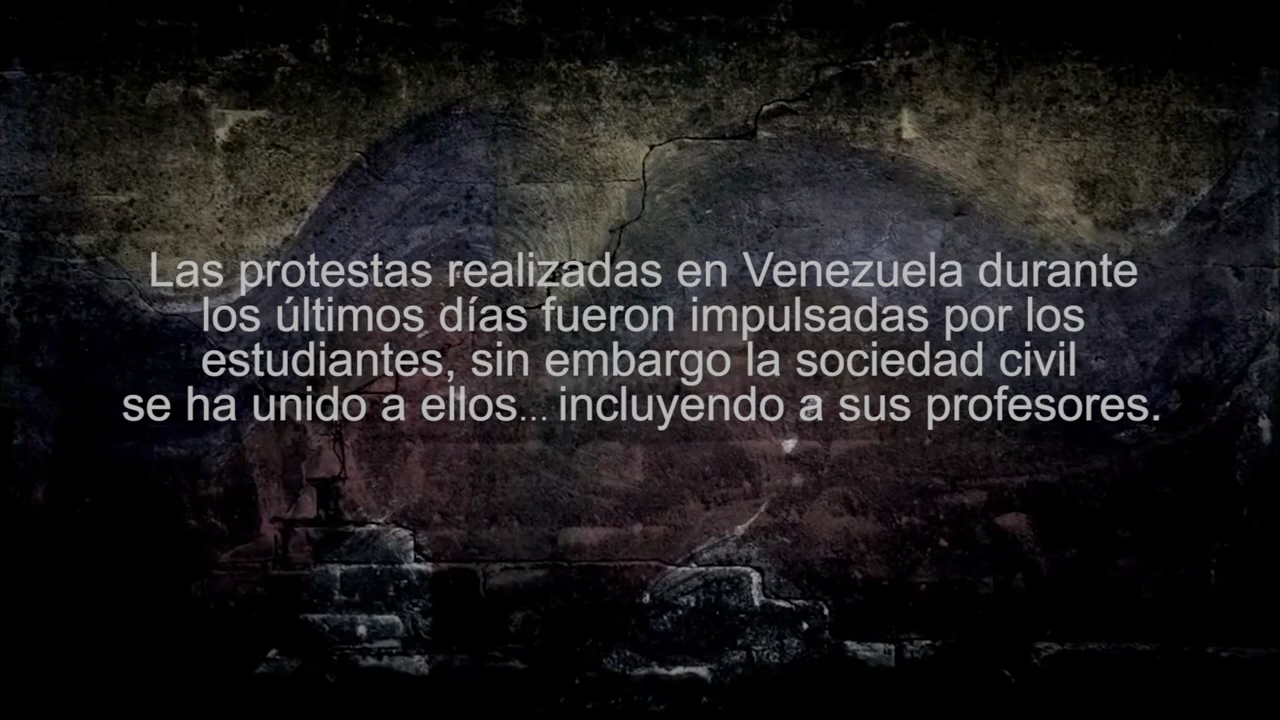 Las protestas realizadas en Venezuela durante
los últimos días fueron impulsadas por los
estudiantes, sin embargo la sociedad civil
se ha unido a ellos... incluyendo a sus profesores.